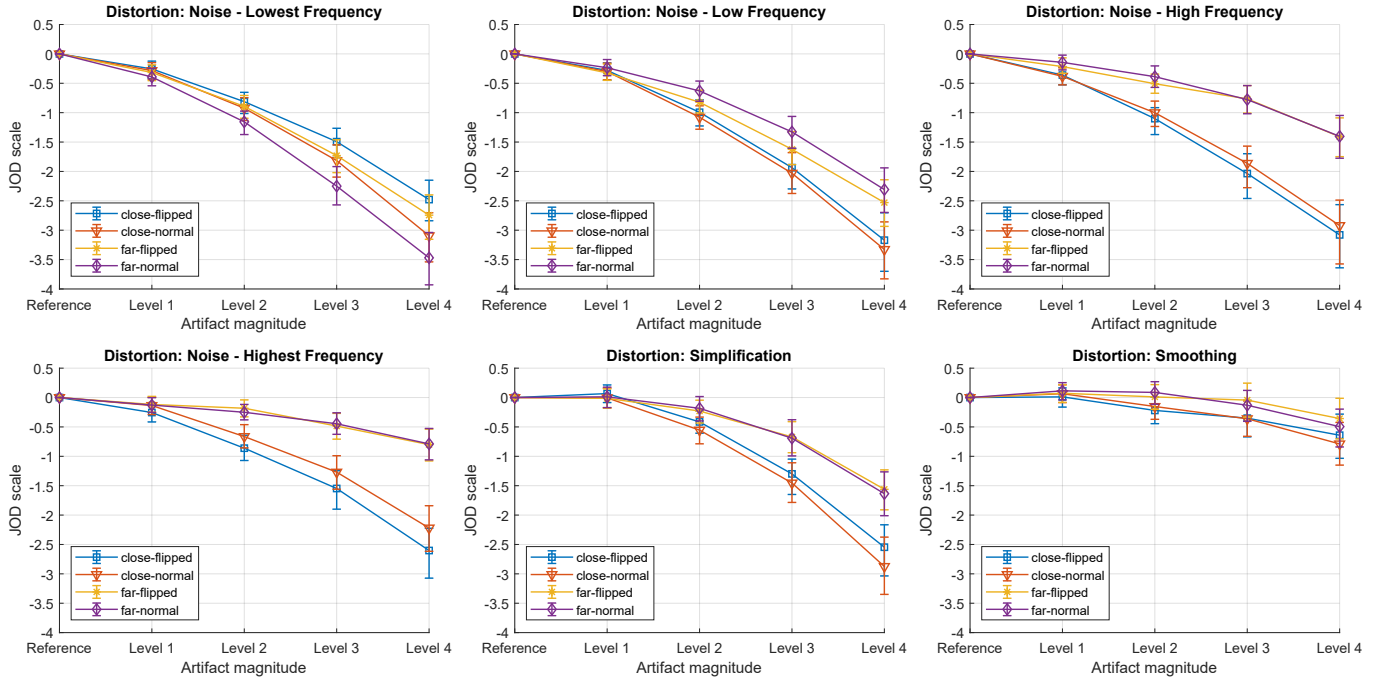 Distortion: Noise - Lowest Frequency
0.5
0
-0.5
-1
-1.5
-2
-2.5
-3
-3.5
-4
JOD scale
close-flipped
close-normal
far-flipped
far-normal
Reference Level 1 Level 2 Level 3 Level 4
Artifact magnitude
Distortion: Noise - Low Frequency
0.5
0
-0.5
-1
-1.5
-2
-2.5
-3
-3.5
-4
JOD scale
close-flipped
close-normal
far-flipped
far-normal
Reference Level 1 Level 2 Level 3 Level 4
Artifact magnitude
Distortion: Noise - High Frequency
0.5
0
-0.5
-1
-1.5
-2
-2.5
-3
-3.5
-4
JOD scale
close-flipped
close-normal
far-flipped
far-normal
Reference Level 1 Level 2 Level 3 Level 4
Artifact magnitude
Distortion: Noise - Highest Frequency
0.5
0
-0.5
-1
-1.5
-2
-2.5
-3
-3.5
-4
JOD scale
close-flipped
close-normal
far-flipped
far-normal
Reference Level 1 Level 2 Level 3 Level 4
Artifact magnitude
Distortion: Simplification
0.5
0
-0.5
-1
-1.5
-2
-2.5
-3
-3.5
-4
JOD scale
close-flipped
close-normal
far-flipped
far-normal
Reference Level 1 Level 2 Level 3 Level 4
Artifact magnitude
Distortion: Smoothing
0.5
0
-0.5
-1
-1.5
-2
-2.5
-3
-3.5
-4
JOD scale
close-flipped
close-normal
far-flipped
far-normal
Reference Level 1 Level 2 Level 3 Level 4
Artifact magnitude